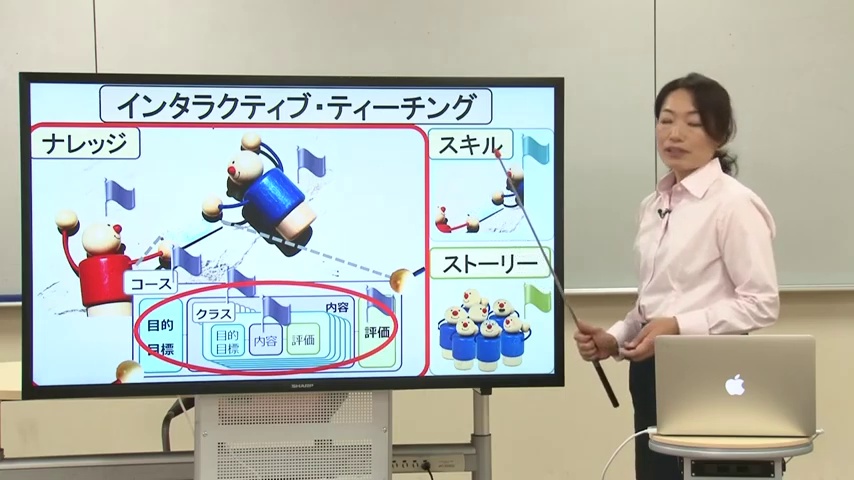 インタラクティブ・ティーチング
ナレッジ
スキル
ストーリー
コース
目的
目標
クラス
内容
目的
目標
内容
評価
評価
SHARP